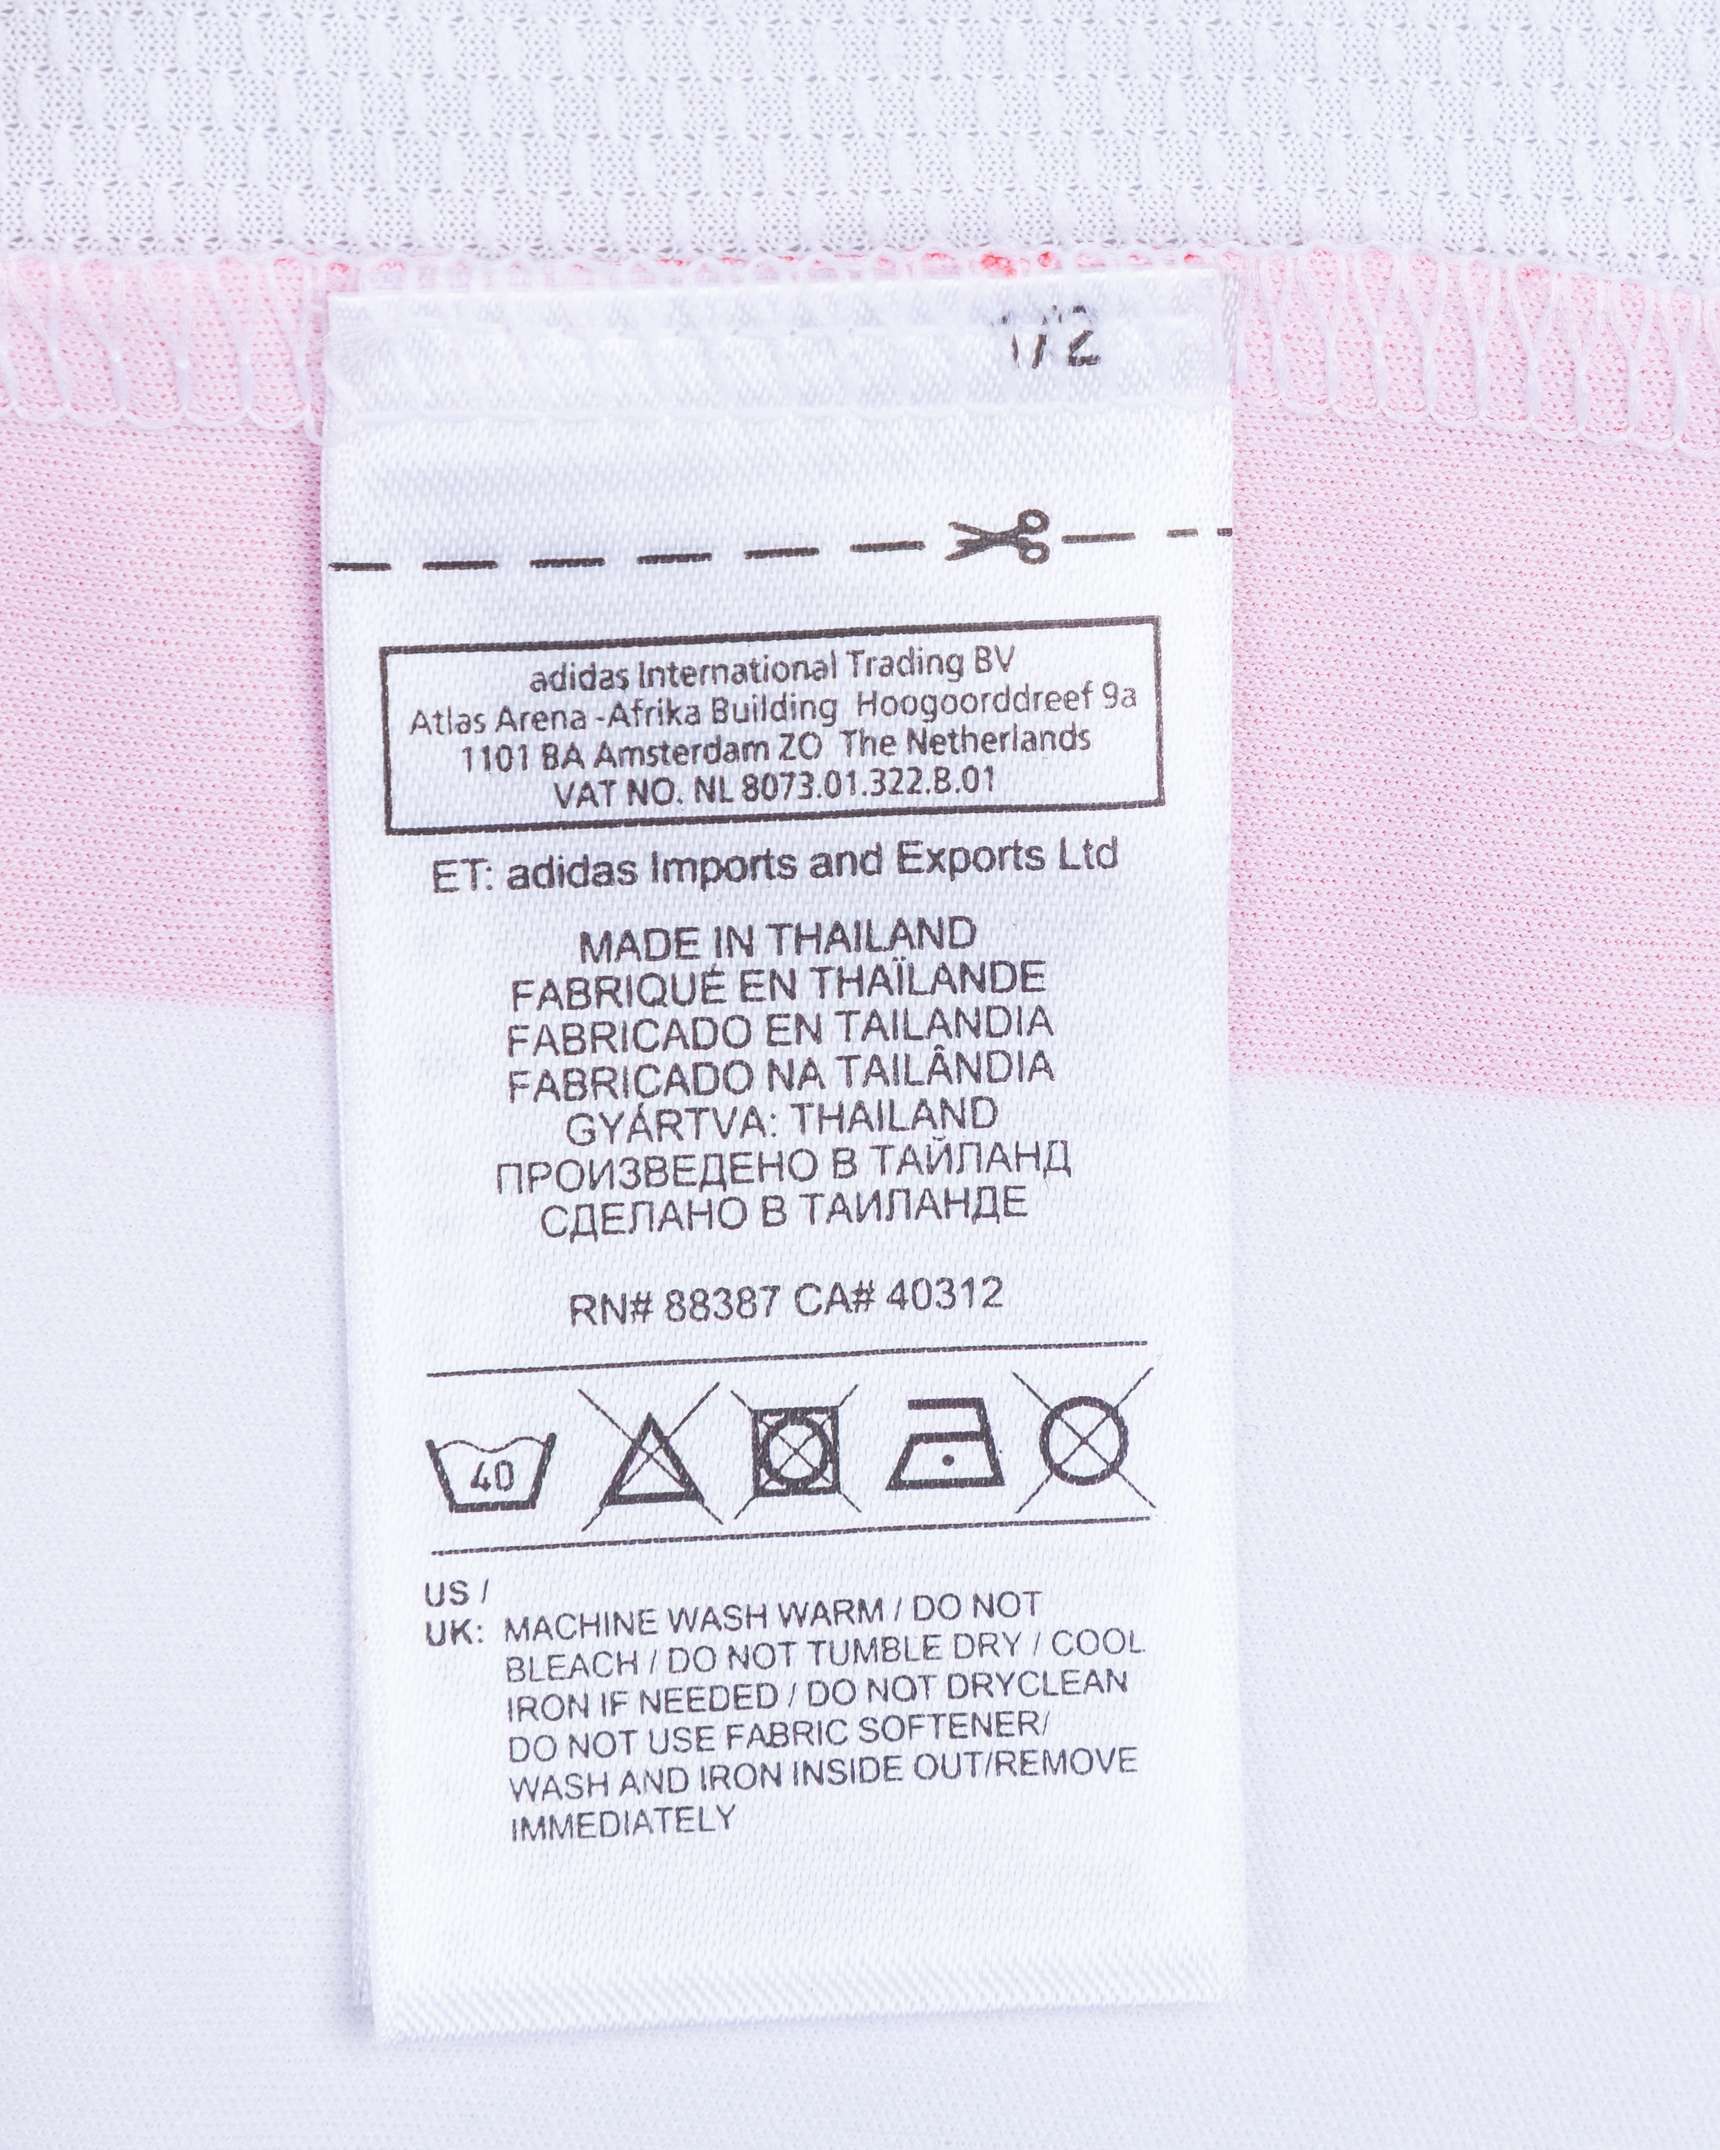 1/2
adidas International Trading BV
Atlas Arena -Afrika Building Hoogoorddreef 9a
1101 BA Amsterdam ZO The Netherlands
VAT NO. NL 8073.01.322.B.01
ET: adidas Imports and Exports Ltd
MADE IN THAILAND
FABRIQUÉ EN THAÏLANDE
FABRICADO EN TAILANDIA
FABRICADO NA TAILÂNDIA
GYÁRTVA: THAILAND
ПРОИЗВЕДЕНО В ТАЙЛАНД
СДЕЛАНО В ТАИЛАНДЕ
RN# 88387 CA# 40312
40
US /
UK: MACHINE WASH WARM / DO NOT
BLEACH / DO NOT TUMBLE DRY / COOL
IRON IF NEEDED / DO NOT DRYCLEAN
DO NOT USE FABRIC SOFTENER/
WASH AND IRON INSIDE OUT/REMOVE
IMMEDIATELY